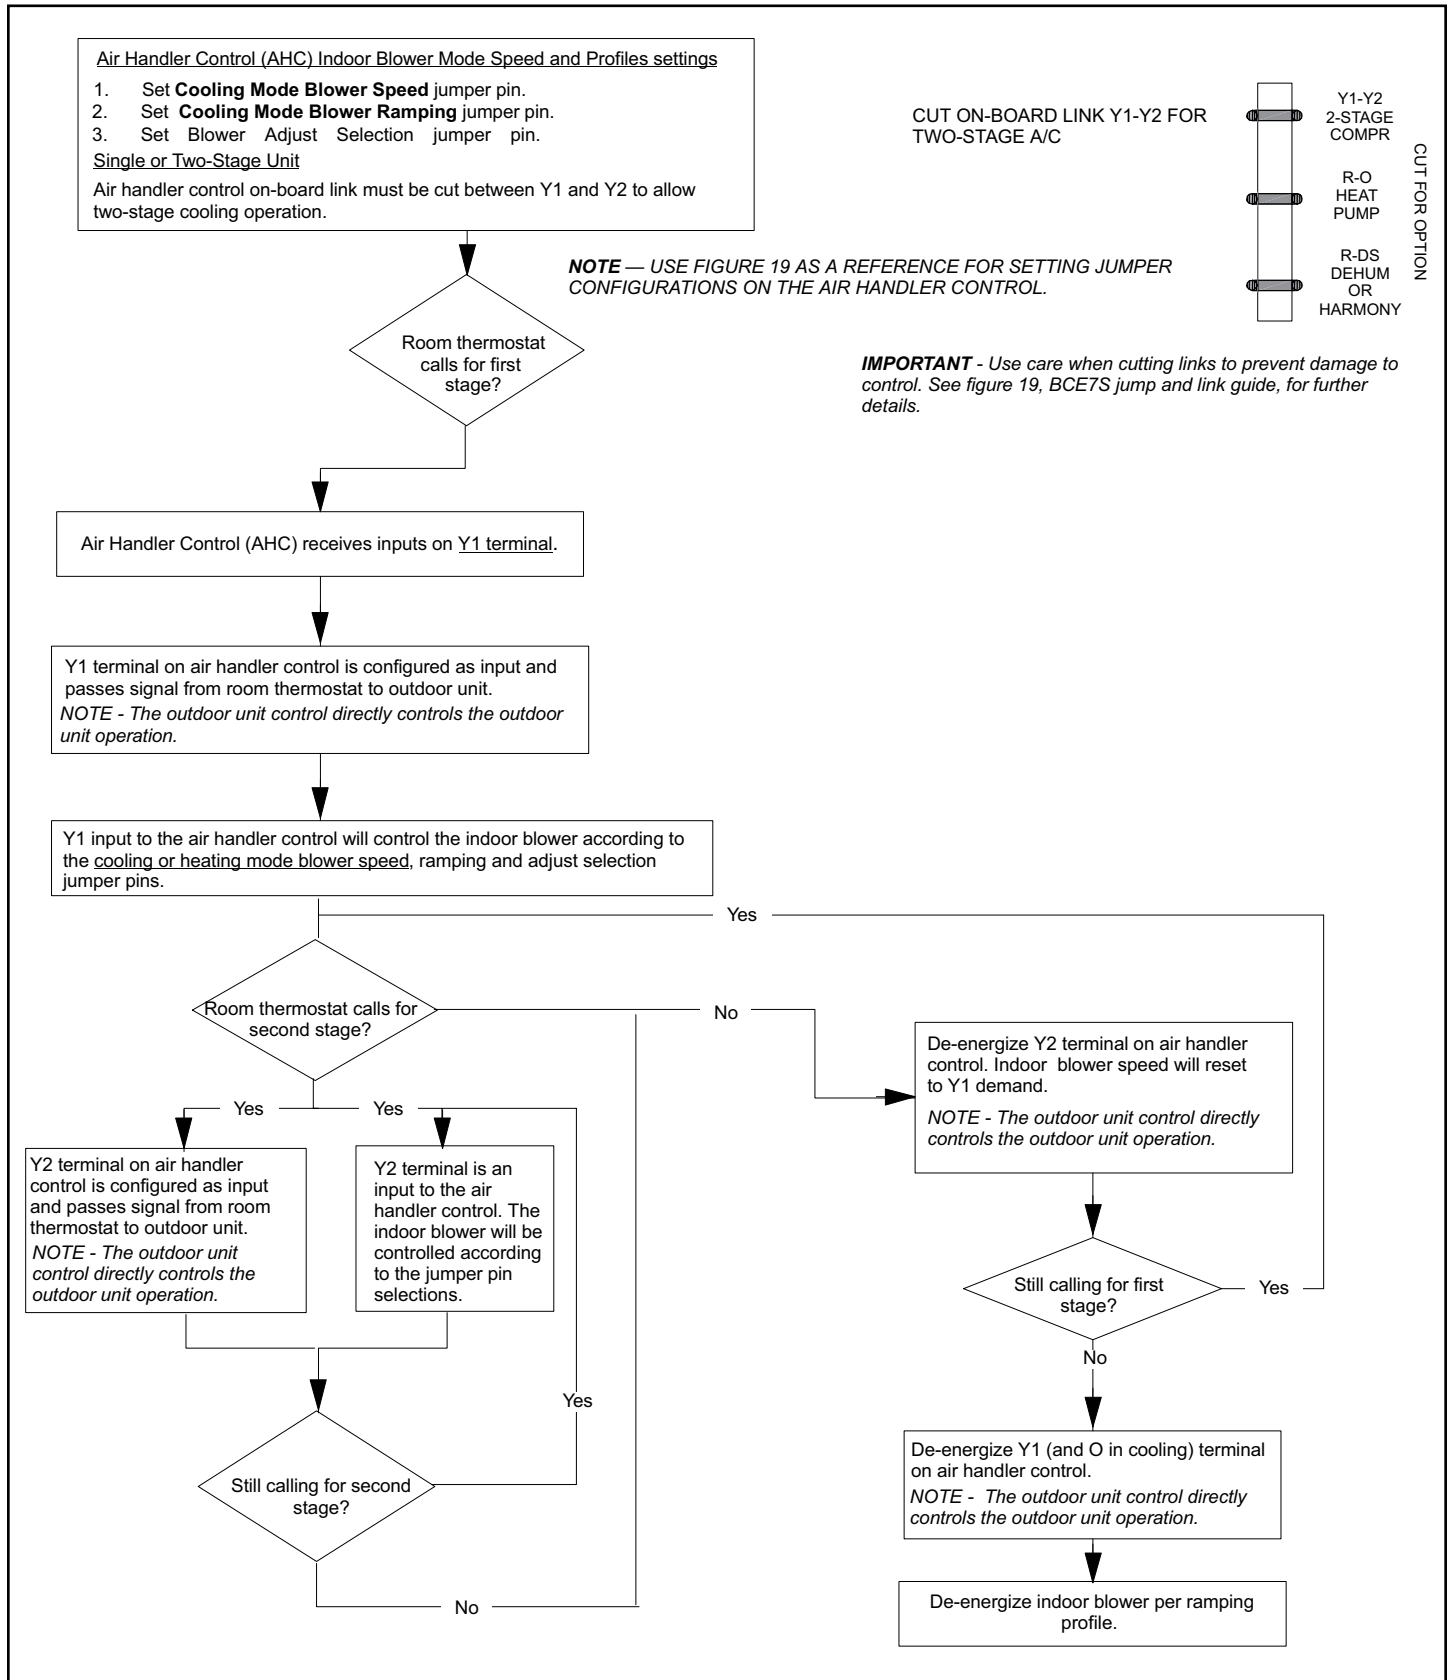 Air Handler Control (AHC) Indoor Blower Mode Speed and Profiles settings
1. Set Cooling Mode Blower Speed jumper pin.
2. Set Cooling Mode Blower Ramping jumper pin.
3. Set Blower Adjust Selection jumper pin.
Single or Two-Stage Unit
Air handler control on-board link must be cut between Y1 and Y2 to allow
two-stage cooling operation.
CUT ON-BOARD LINK Y1-Y2 FOR
TWO-STAGE A/C
Y1-Y2
2-STAGE
COMPR
R-O
HEAT
PUMP
R-DS
DEHUM
OR
HARMONY
CUT FOR OPTION
NOTE — USE FIGURE 19 AS A REFERENCE FOR SETTING JUMPER
CONFIGURATIONS ON THE AIR HANDLER CONTROL.
IMPORTANT - Use care when cutting links to prevent damage to
control. See figure 19, BCE7S jump and link guide, for further
details.
Room thermostat
calls for first
stage?
Air Handler Control (AHC) receives inputs on Y1 terminal.
Y1 terminal on air handler control is configured as input and
passes signal from room thermostat to outdoor unit.
NOTE - The outdoor unit control directly controls the outdoor
unit operation.
Y1 input to the air handler control will control the indoor blower according to
the cooling or heating mode blower speed, ramping and adjust selection
jumper pins.
Yes
Room thermostat calls for
second stage?
No
De-energize Y2 terminal on air handler
control. Indoor blower speed will reset
to Y1 demand.
NOTE - The outdoor unit control directly
controls the outdoor unit operation.
Yes
Yes
Y2 terminal on air handler
control is configured as input
and passes signal from room
thermostat to outdoor unit.
NOTE - The outdoor unit
control directly controls the
outdoor unit operation.
Y2 terminal is an
input to the air
handler control. The
indoor blower will be
controlled according
to the jumper pin
selections.
Still calling for first
stage?
Yes
No
Yes
Still calling for second
stage?
No
De-energize Y1 (and O in cooling) terminal
on air handler control.
NOTE - The outdoor unit control directly
controls the outdoor unit operation.
De-energize indoor blower per ramping
profile.